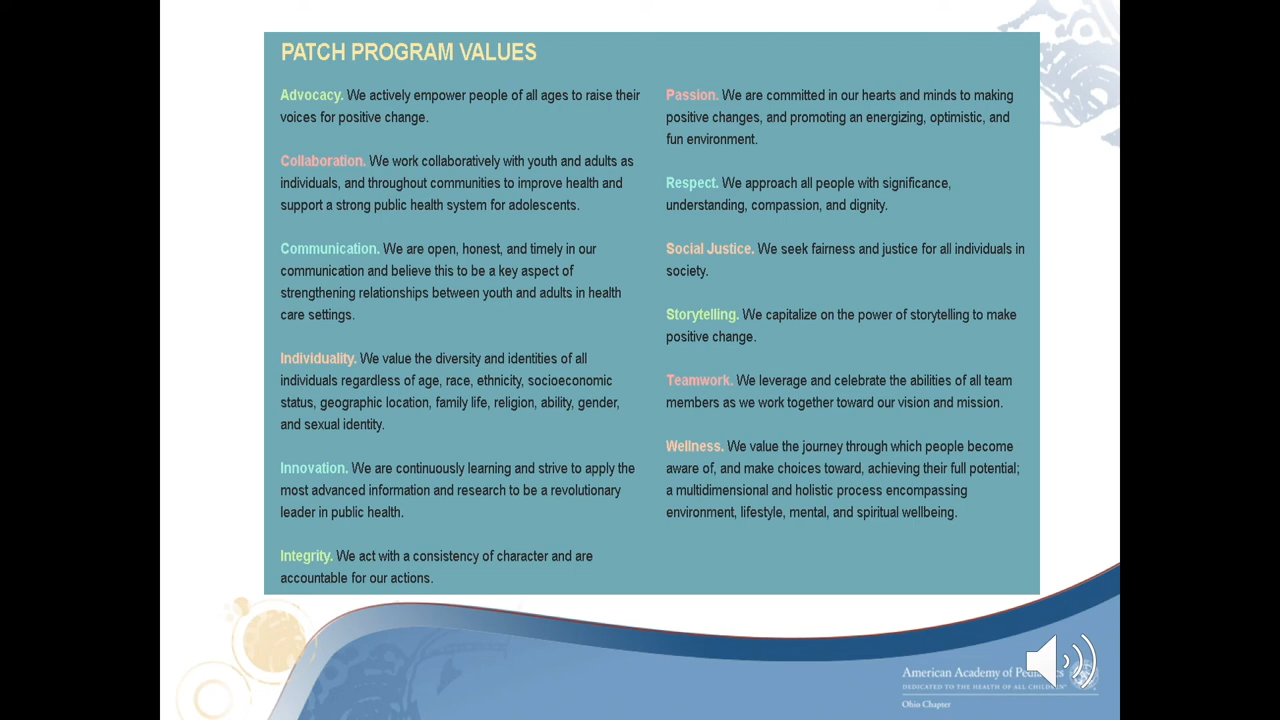 PATCH PROGRAM VALUES
Advocacy. We actively empower people of all ages to raise their
voices for positive change.
Collaboration. We work collaboratively with youth and adults as
individuals, and throughout communities to improve health and
support a strong public health system for adolescents.
Communication. We are open, honest, and timely in our
communication and believe this to be a key aspect of
strengthening relationships between youth and adults in health
care settings.
Individuality. We value the diversity and identities of all
individuals regardless of age, race, ethnicity, socioeconomic
status, geographic location, family life, religion, ability, gender,
and sexual identity.
Innovation. We are continuously learning and strive to apply the
most advanced information and research to be a revolutionary
leader in public health.
Integrity. We act with a consistency of character and are
accountable for our actions.
Passion. We are committed in our hearts and minds to making
positive changes, and promoting an energizing, optimistic, and
fun environment.
Respect. We approach all people with significance,
understanding, compassion, and dignity.
Social Justice. We seek fairness and justice for all individuals in
society.
Storytelling. We capitalize on the power of storytelling to make
positive change.
Teamwork. We leverage and celebrate the abilities of all team
members as we work together toward our vision and mission.
Wellness. We value the journey through which people become
aware of, and make choices toward, achieving their full potential;
a multidimensional and holistic process encompassing
environment, lifestyle, mental, and spiritual wellbeing.
American Academy of
DEDICATED TO THE HEALTH OF ALL
Ohio Chapter